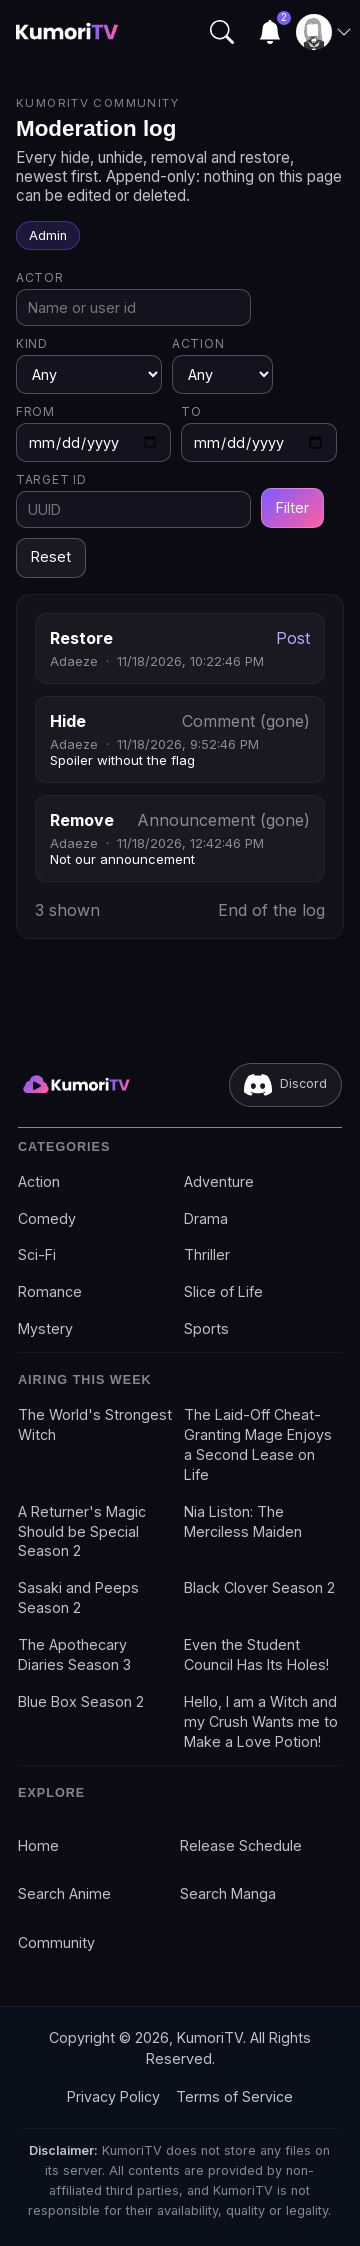 KumoriTV
2
KUMORITV COMMUNITY
Moderation log
Every hide, unhide, removal and restore,
newest first. Append-only: nothing on this page
can be edited or deleted.
Admin
ACTOR
Name or user id
KIND
ACTION
Any
Any
FROM
TO
mm/dd/yyyy
mm/dd/yyyy
TARGET ID
UUID
Filter
Reset
Restore
Post
Adaeze · 11/18/2026, 10:22:46 PM
Hide
Comment (gone)
Adaeze · 11/18/2026, 9:52:46 PM
Spoiler without the flag
Remove
Announcement (gone)
Adaeze · 11/18/2026, 12:42:46 PM
Not our announcement
3 shown
End of the log
KumoriTV
Discord
CATEGORIES
Action
Adventure
Comedy
Drama
Sci-Fi
Thriller
Romance
Slice of Life
Mystery
Sports
AIRING THIS WEEK
The World's Strongest
Witch
The Laid-Off Cheat-
Granting Mage Enjoys
a Second Lease on
Life
A Returner's Magic
Should be Special
Season 2
Nia Liston: The
Merciless Maiden
Sasaki and Peeps
Season 2
Black Clover Season 2
The Apothecary
Diaries Season 3
Even the Student
Council Has Its Holes!
Blue Box Season 2
Hello, I am a Witch and
my Crush Wants me to
Make a Love Potion!
EXPLORE
Home
Release Schedule
Search Anime
Search Manga
Community
Copyright © 2026, KumoriTV. All Rights
Reserved.
Privacy Policy
Terms of Service
Disclaimer: KumoriTV does not store any files on
its server. All contents are provided by non-
affiliated third parties, and KumoriTV is not
responsible for their availability, quality or legality.